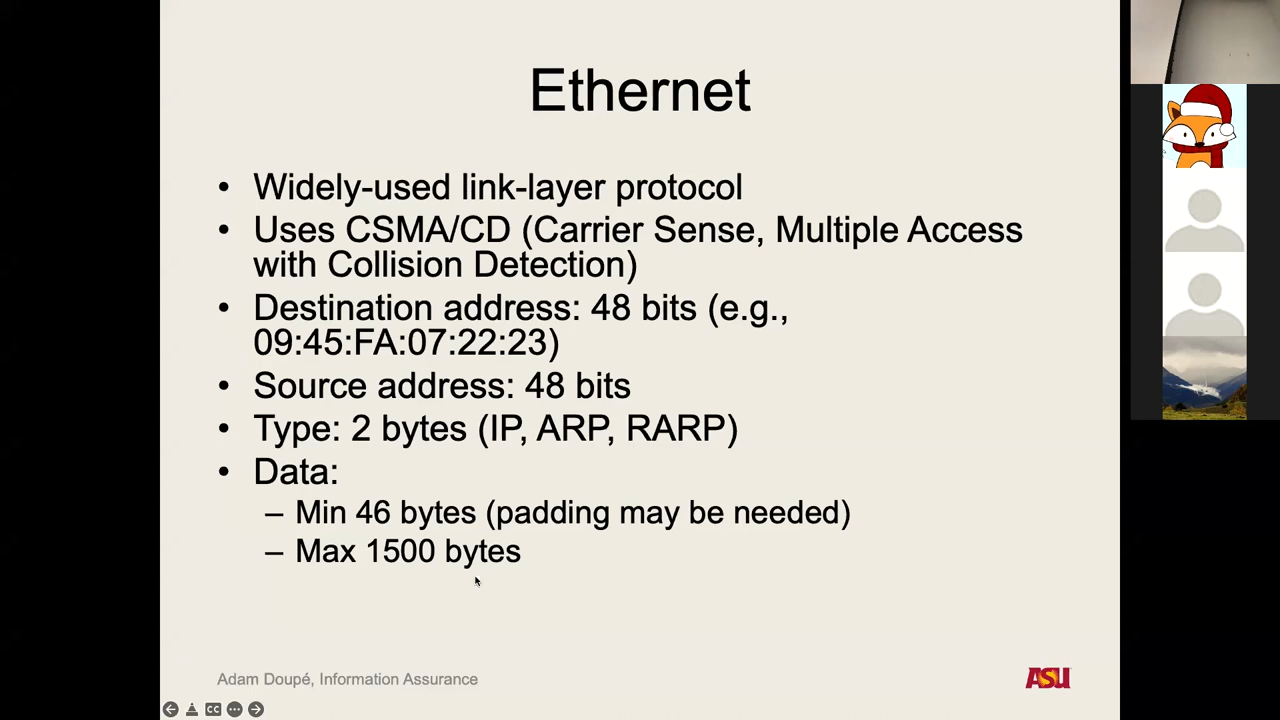 Ethernet
• Widely-used link-layer protocol
• Uses CSMA/CD (Carrier Sense, Multiple Access
with Collision Detection)
• Destination address: 48 bits (e.g.,
09:45:FA:07:22:23)
• Source address: 48 bits
• Type: 2 bytes (IP, ARP, RARP)
• Data:
– Min 46 bytes (padding may be needed)
– Max 1500 bytes
Adam Doupé, Information Assurance
ASU
CC